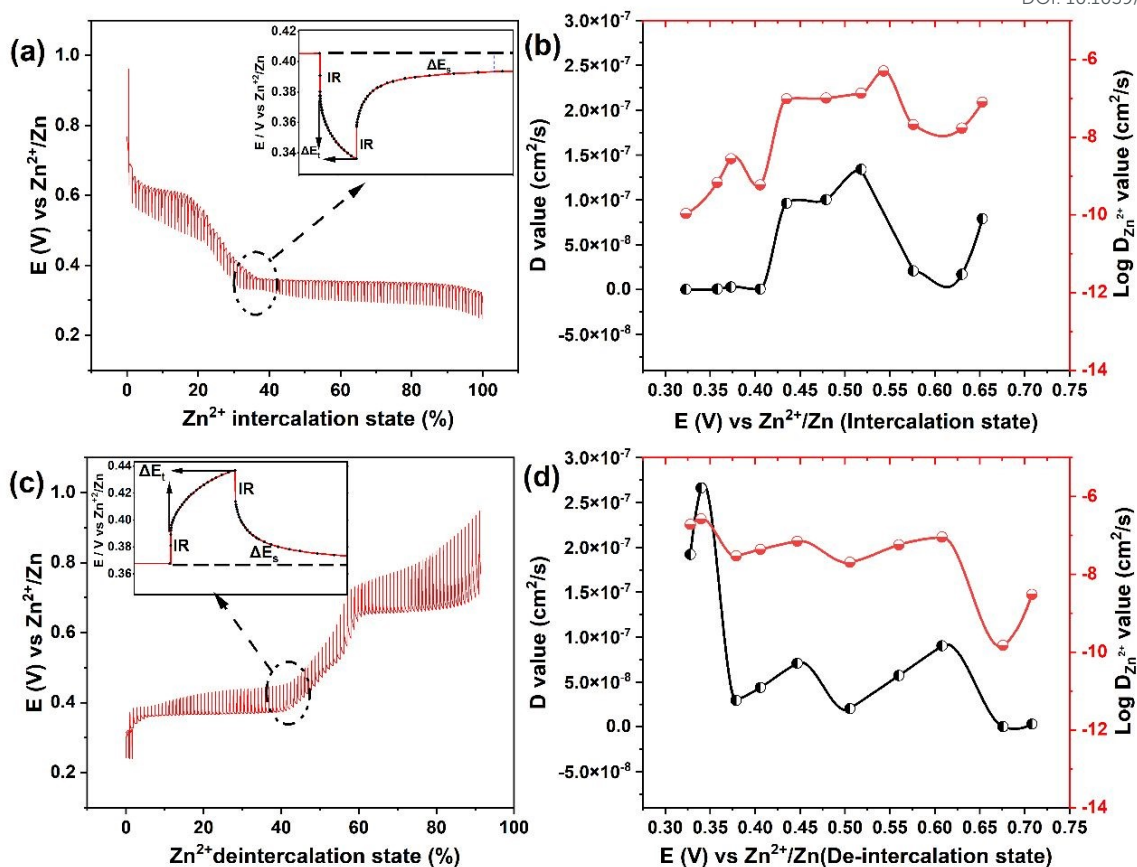 DOI: 10.1039/
(a)
E (V) vs Zn²⁺/Zn
1.0
0.8
0.6
0.4
0.2
0
20
40
60
80
100
Zn²⁺ intercalation state (%)
E / V vs Zn⁺²/Zn
0.40
0.38
0.36
0.34
IR
ΔEₜ
IR
ΔEₛ
(b)
D value (cm²/s)
3.0×10⁻⁷
2.5×10⁻⁷
2.0×10⁻⁷
1.5×10⁻⁷
1.0×10⁻⁷
5.0×10⁻⁸
0.0
-5.0×10⁻⁸
0.30 0.35 0.40 0.45 0.50 0.55 0.60 0.65 0.70 0.75
E (V) vs Zn²⁺/Zn (Intercalation state)
-6
-8
-10
-12
-14
Log D Zn²⁺ value (cm²/s)
(c)
E (V) vs Zn²⁺/Zn
1.0
0.8
0.6
0.4
0.2
0
20
40
60
80
100
Zn²⁺deintercalation state (%)
E / V vs Zn⁺²/Zn
0.44
0.42
0.40
0.38
0.36
ΔEₜ
IR
IR
ΔEₛ
(d)
D value (cm²/s)
3.0×10⁻⁷
2.5×10⁻⁷
2.0×10⁻⁷
1.5×10⁻⁷
1.0×10⁻⁷
5.0×10⁻⁸
0.0
-5.0×10⁻⁸
0.30 0.35 0.40 0.45 0.50 0.55 0.60 0.65 0.70 0.75
E (V) vs Zn²⁺/Zn(De-intercalation state)
-6
-8
-10
-12
-14
Log D Zn²⁺ value (cm²/s)